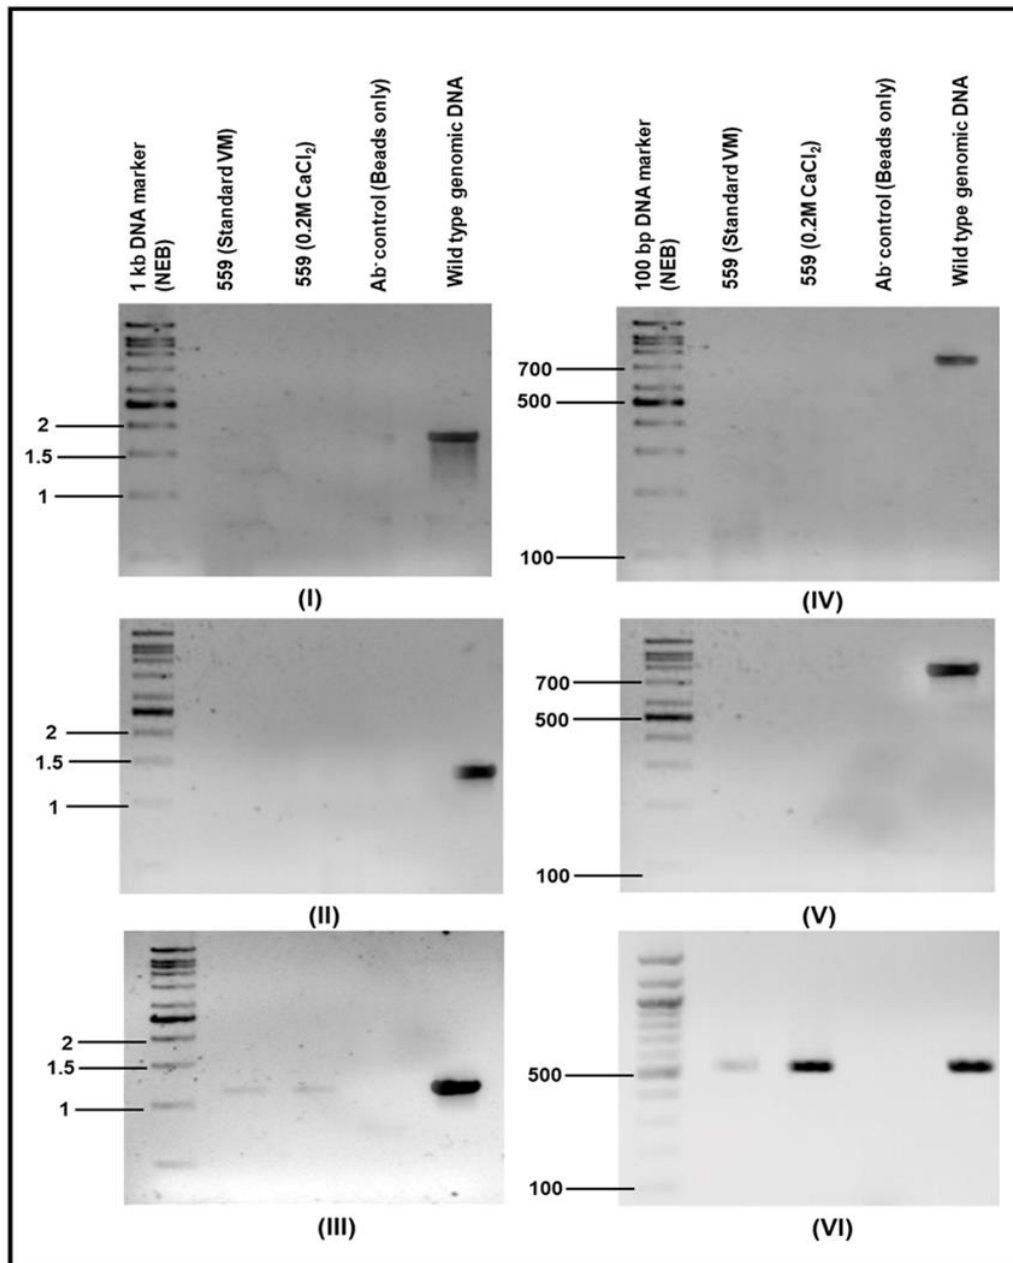 1 kb DNA marker
(NEB)
559 (Standard VM)
559 (0.2M CaCl₂)
Ab⁻ control (Beads only)
Wild type genomic DNA
2
1.5
1
(I)
2
1.5
1
(II)
2
1.5
1
(III)
100 bp DNA marker
(NEB)
559 (Standard VM)
559 (0.2M CaCl₂)
Ab⁻ control (Beads only)
Wild type genomic DNA
700
500
100
(IV)
700
500
100
(V)
500
100
(VI)